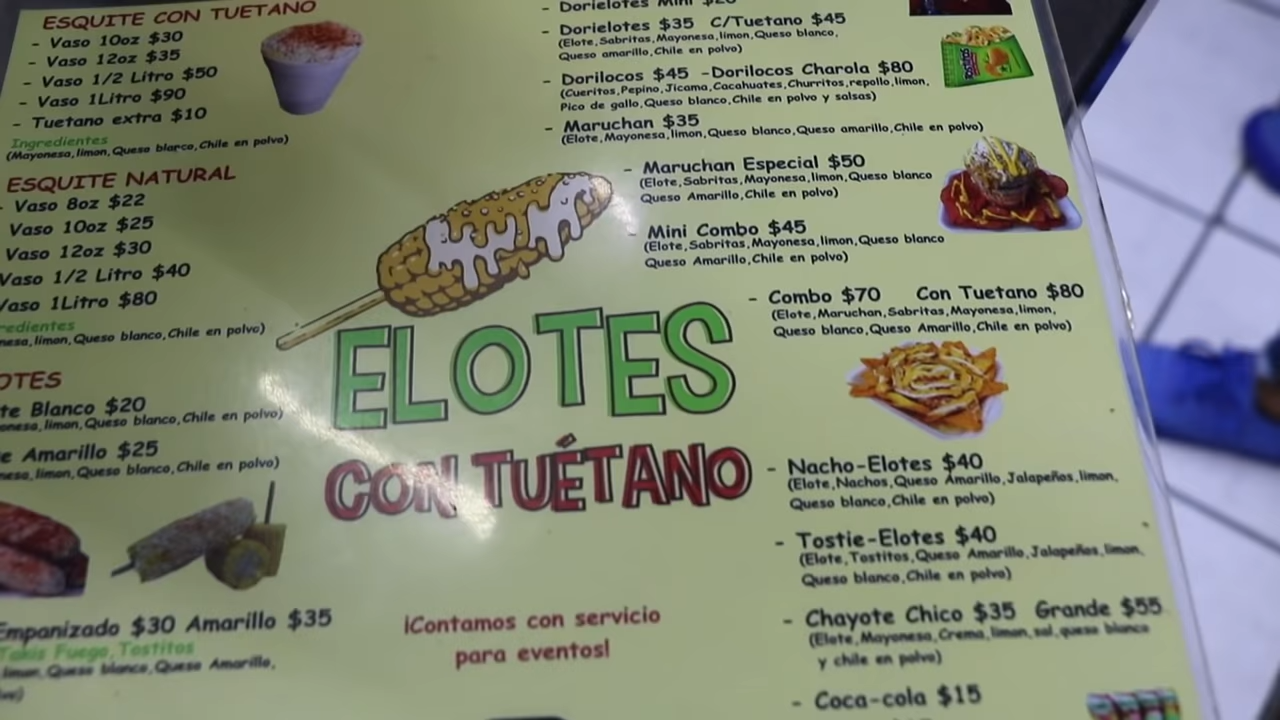 ESQUITE CON TUETANO
- Vaso 10oz $30
- Vaso 12oz $35
- Vaso 1/2 Litro $50
- Vaso 1Litro $90
- Tuetano extra $10
Ingredientes
(Mayonesa,limon,Queso blanco,Chile en polvo)
ESQUITE NATURAL
- Vaso 8oz $22
Vaso 10oz $25
Vaso 12oz $30
Vaso 1/2 Litro $40
Vaso 1Litro $80
limon,Queso blanco,Chile en polvo)
Blanco $20
limon,Queso blanco,Chile en polvo)
Amarillo $25
limon,Queso blanco,Chile en polvo)
Empanizado $30 Amarillo $35
Takis Fuego,Tostitos
limon,Queso blanco,Queso Amarillo,
ELOTES
CON TUÉTANO
¡Contamos con servicio
para eventos!
- Dorielotes Mini $20
- Dorielotes $35 C/Tuetano $45
(Elote,Sabritas,Mayonesa,limon,Queso blanco,
Queso amarillo,Chile en polvo)
- Dorilocos $45 -Dorilocos Charola $80
(Cueritos,Pepino,Jicama,Cacahuates,Churritos,repollo,limon,
Pico de gallo,Queso blanco,Chile en polvo y salsas)
- Maruchan $35
(Elote,Mayonesa,limon,Queso blanco,Queso amarillo,Chile en polvo)
- Maruchan Especial $50
(Elote,Sabritas,Mayonesa,limon,Queso blanco
Queso Amarillo,Chile en polvo)
- Mini Combo $45
(Elote,Sabritas,Mayonesa,limon,Queso blanco
Queso Amarillo,Chile en polvo)
- Combo $70 Con Tuetano $80
(Elote,Maruchan,Sabritas,Mayonesa,limon,
Queso blanco,Queso Amarillo,Chile en polvo)
- Nacho-Elotes $40
(Elote,Nachos,Queso Amarillo,Jalapeños,limon,
Queso blanco,Chile en polvo)
- Tostie-Elotes $40
(Elote,Tostitos,Queso Amarillo,Jalapeños,limon,
Queso blanco,Chile en polvo)
- Chayote Chico $35 Grande $55
(Elote,Mayonesa,Crema,limon,sal,queso blanco
y chile en polvo)
- Coca-cola $15